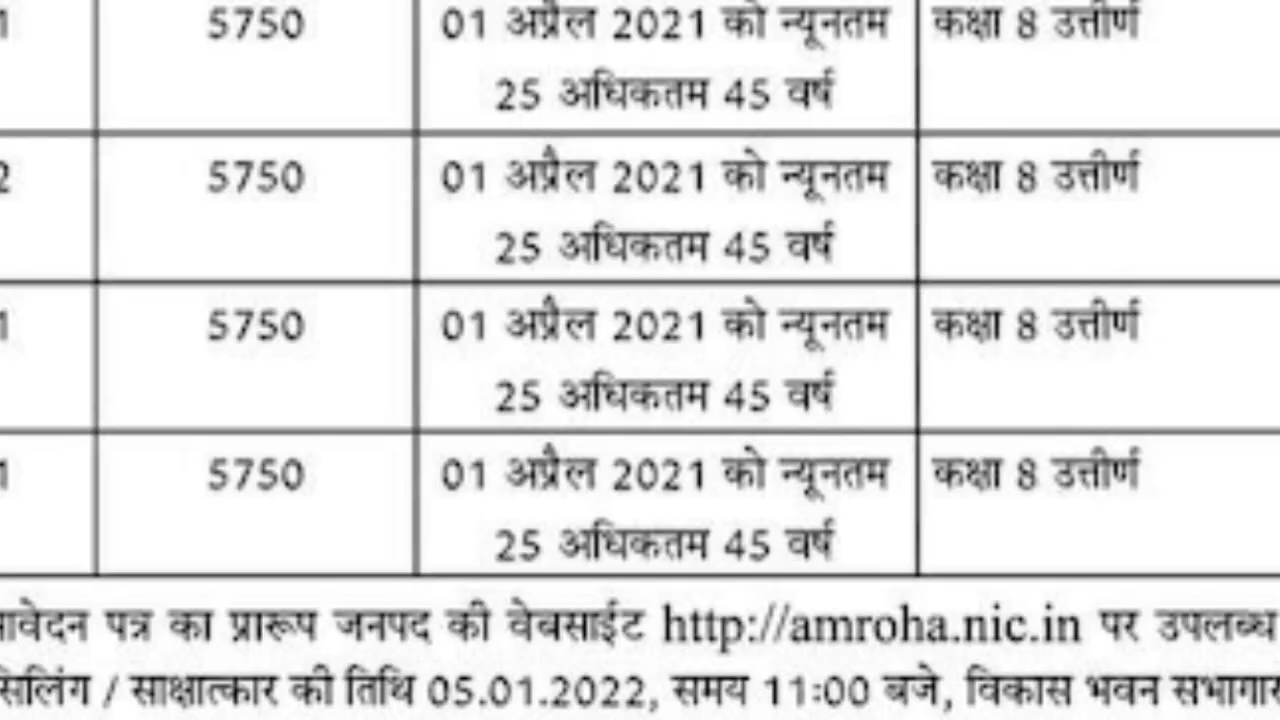 1 5750 01 अप्रैल 2021 को न्यूनतम कक्षा 8 उत्तीर्ण
25 अधिकतम 45 वर्ष
2 5750 01 अप्रैल 2021 को न्यूनतम कक्षा 8 उत्तीर्ण
25 अधिकतम 45 वर्ष
1 5750 01 अप्रैल 2021 को न्यूनतम कक्षा 8 उत्तीर्ण
25 अधिकतम 45 वर्ष
1 5750 01 अप्रैल 2021 को न्यूनतम कक्षा 8 उत्तीर्ण
25 अधिकतम 45 वर्ष
पत्र का प्रारूप जनपद की वेबसाईट http://amroha.nic.in पर उपलब्ध
/ साक्षात्कार की तिथि 05.01.2022, समय 11:00 बजे, विकास भवन